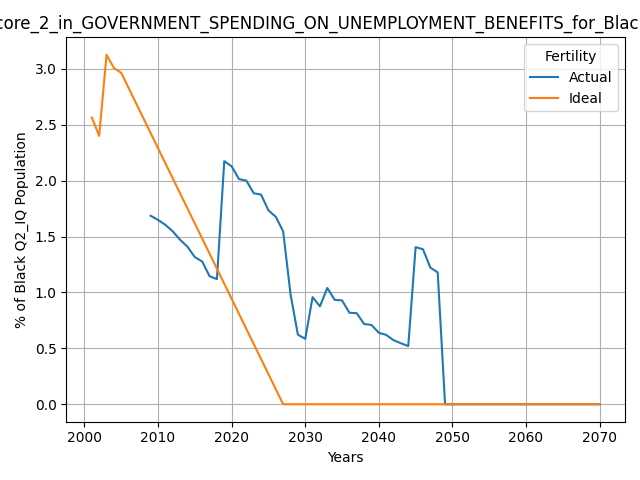 core_2_in_GOVERNMENT_SPENDING_ON_UNEMPLOYMENT_BENEFITS_for_Blac
Fertility
Actual
Ideal
3.0
2.5
2.0
1.5
1.0
0.5
0.0
% of Black Q2_IQ Population
2000 2010 2020 2030 2040 2050 2060 2070
Years